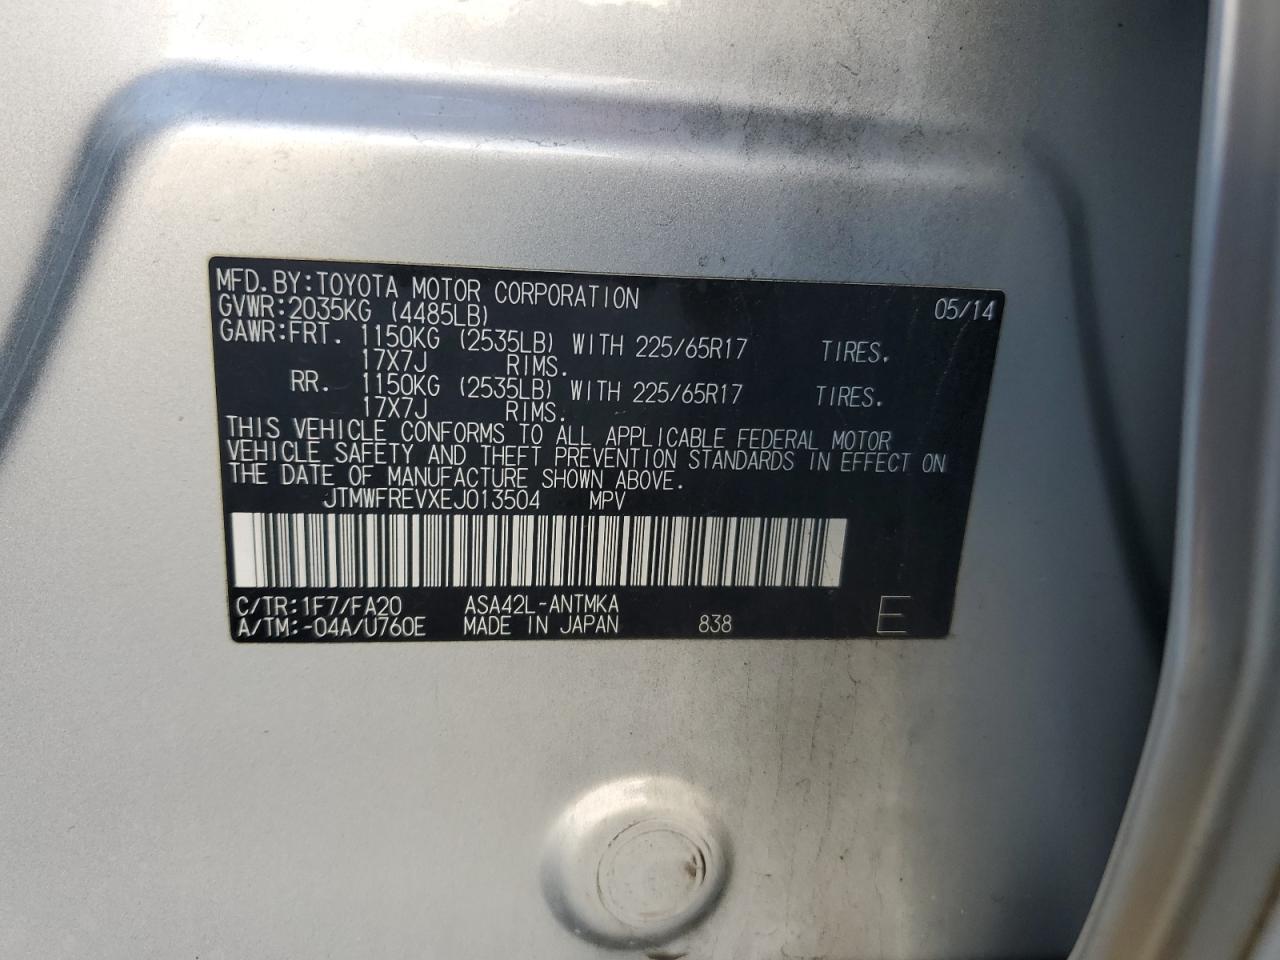 MFD.BY:TOYOTA MOTOR CORPORATION 05/14
GVWR:2035KG (4485LB)
GAWR:FRT. 1150KG (2535LB) WITH 225/65R17 TIRES.
17X7J RIMS.
RR. 1150KG (2535LB) WITH 225/65R17 TIRES.
17X7J RIMS.
THIS VEHICLE CONFORMS TO ALL APPLICABLE FEDERAL MOTOR
VEHICLE SAFETY AND THEFT PREVENTION STANDARDS IN EFFECT ON
THE DATE OF MANUFACTURE SHOWN ABOVE.
JTMWFREVXEJ013504 MPV
C/TR:1F7/FA20 ASA42L-ANTMKA
A/TM:-04A/U760E MADE IN JAPAN 838 E